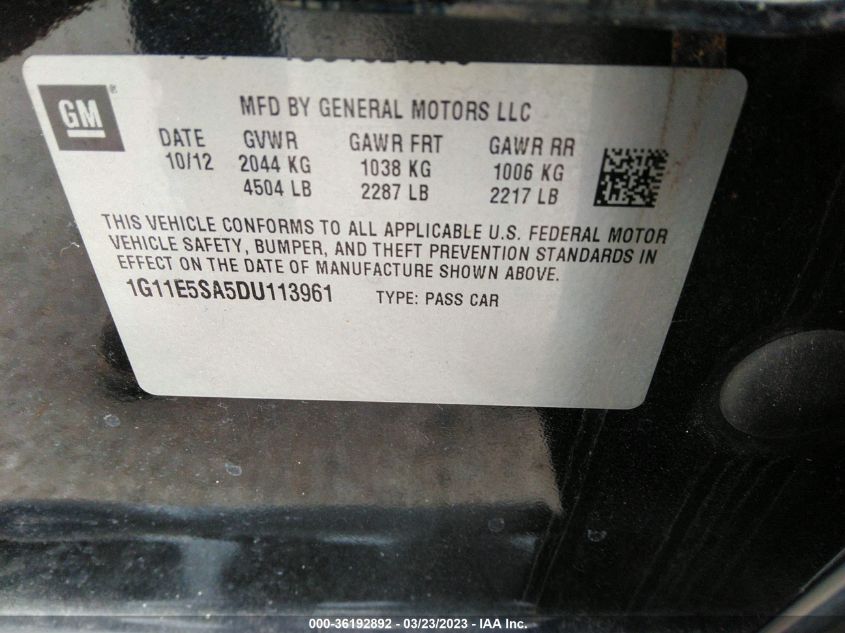 GM
MFD BY GENERAL MOTORS LLC
DATE GVWR GAWR FRT GAWR RR
10/12 2044 KG 1038 KG 1006 KG
4504 LB 2287 LB 2217 LB
THIS VEHICLE CONFORMS TO ALL APPLICABLE U.S. FEDERAL MOTOR
VEHICLE SAFETY, BUMPER, AND THEFT PREVENTION STANDARDS IN
EFFECT ON THE DATE OF MANUFACTURE SHOWN ABOVE.
1G11E5SA5DU113961 TYPE: PASS CAR
000-36192892 - 03/23/2023 - IAA Inc.